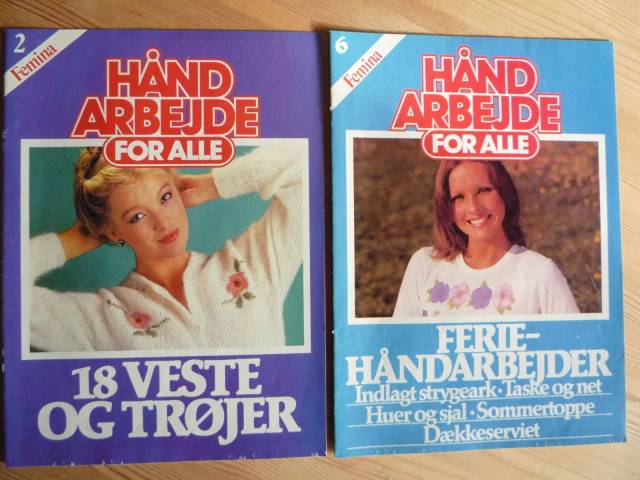 2
Femina
HÅND
ARBEJDE
FOR ALLE
18 VESTE
OG TRØJER
6
Femina
HÅND
ARBEJDE
FOR ALLE
FERIE-
HÅNDARBEJDER
Indlagt strygeark · Taske og net
Huer og sjal · Sommertoppe
Dækkeserviet